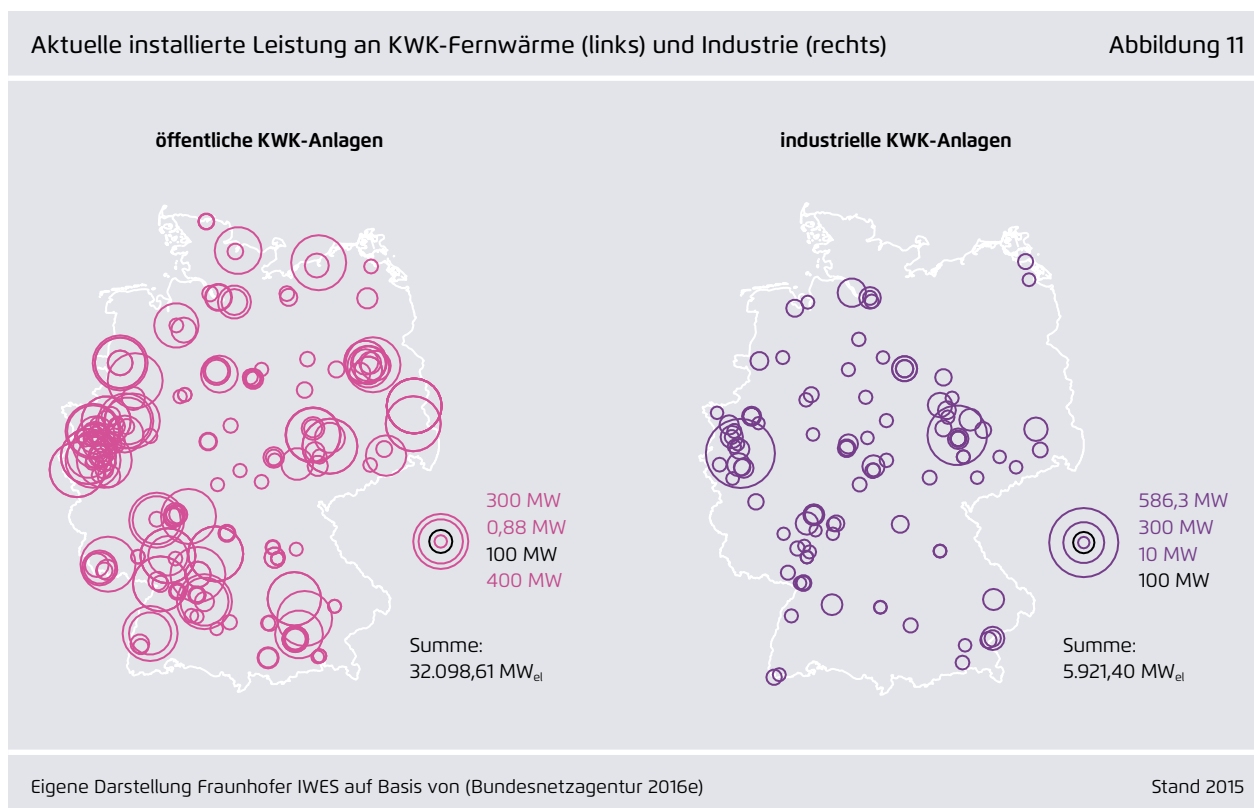 Aktuelle installierte Leistung an KWK-Fernwärme (links) und Industrie (rechts)
Abbildung 11
öffentliche KWK-Anlagen
300 MW
0,88 MW
100 MW
400 MW
Summe:
32.098,61 MWel
industrielle KWK-Anlagen
586,3 MW
300 MW
10 MW
100 MW
Summe:
5.921,40 MWel
Eigene Darstellung Fraunhofer IWES auf Basis von (Bundesnetzagentur 2016e)
Stand 2015